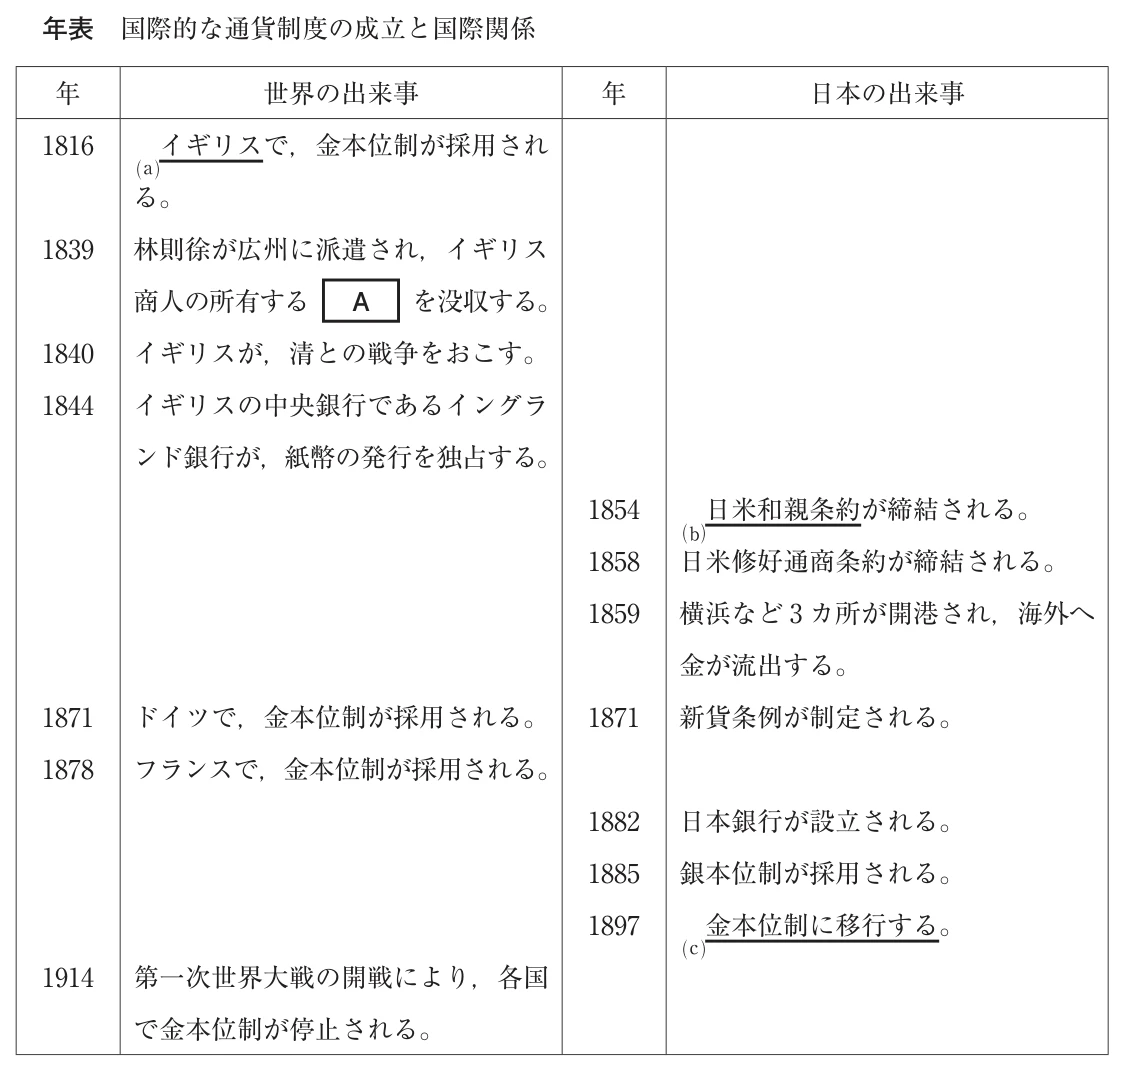 年表 国際的な通貨制度の成立と国際関係
年 世界の出来事 年 日本の出来事
1816 (a)イギリスで，金本位制が採用され
る。
1839 林則徐が広州に派遣され，イギリス
商人の所有する A を没収する。
1840 イギリスが，清との戦争をおこす。
1844 イギリスの中央銀行であるイングラ
ンド銀行が，紙幣の発行を独占する。
1854 (b)日米和親条約が締結される。
1858 日米修好通商条約が締結される。
1859 横浜など3カ所が開港され，海外へ
金が流出する。
1871 ドイツで，金本位制が採用される。 1871 新貨条例が制定される。
1878 フランスで，金本位制が採用される。
1882 日本銀行が設立される。
1885 銀本位制が採用される。
1897 (c)金本位制に移行する。
1914 第一次世界大戦の開戦により，各国
で金本位制が停止される。